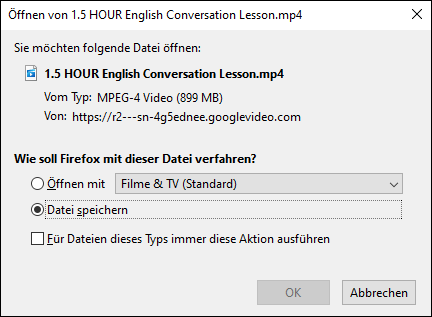 Öffnen von 1.5 HOUR English Conversation Lesson.mp4
Sie möchten folgende Datei öffnen:
1.5 HOUR English Conversation Lesson.mp4
Vom Typ: MPEG-4 Video (899 MB)
Von: https://r2---sn-4g5ednee.googlevideo.com
Wie soll Firefox mit dieser Datei verfahren?
Öffnen mit Filme & TV (Standard)
Datei speichern
Für Dateien dieses Typs immer diese Aktion ausführen
OK Abbrechen